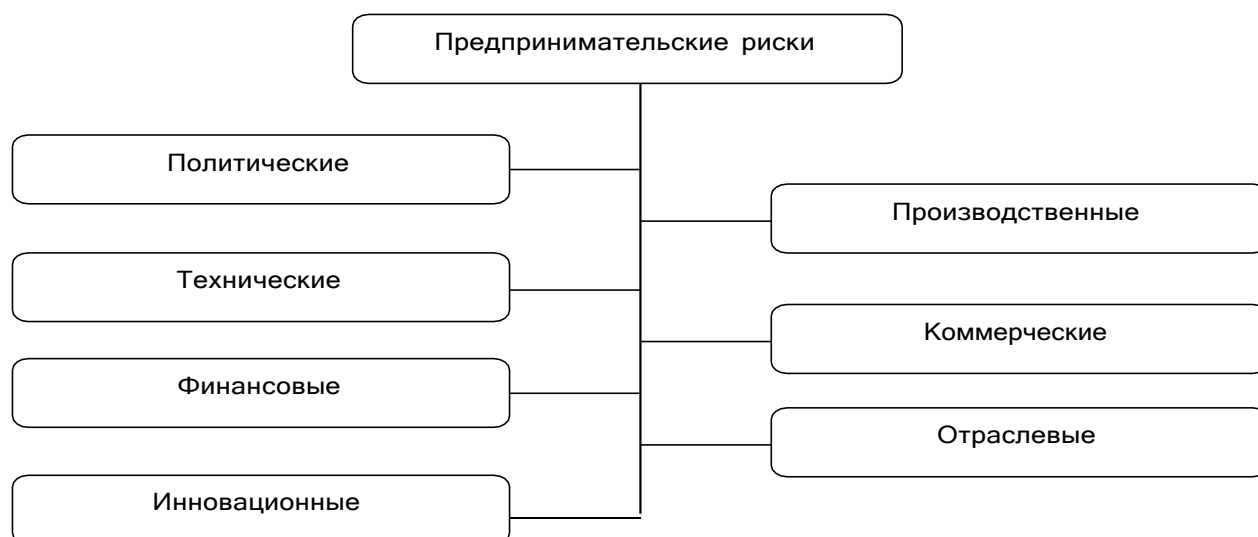 Предпринимательские риски
Политические
Производственные
Технические
Коммерческие
Финансовые
Отраслевые
Инновационные